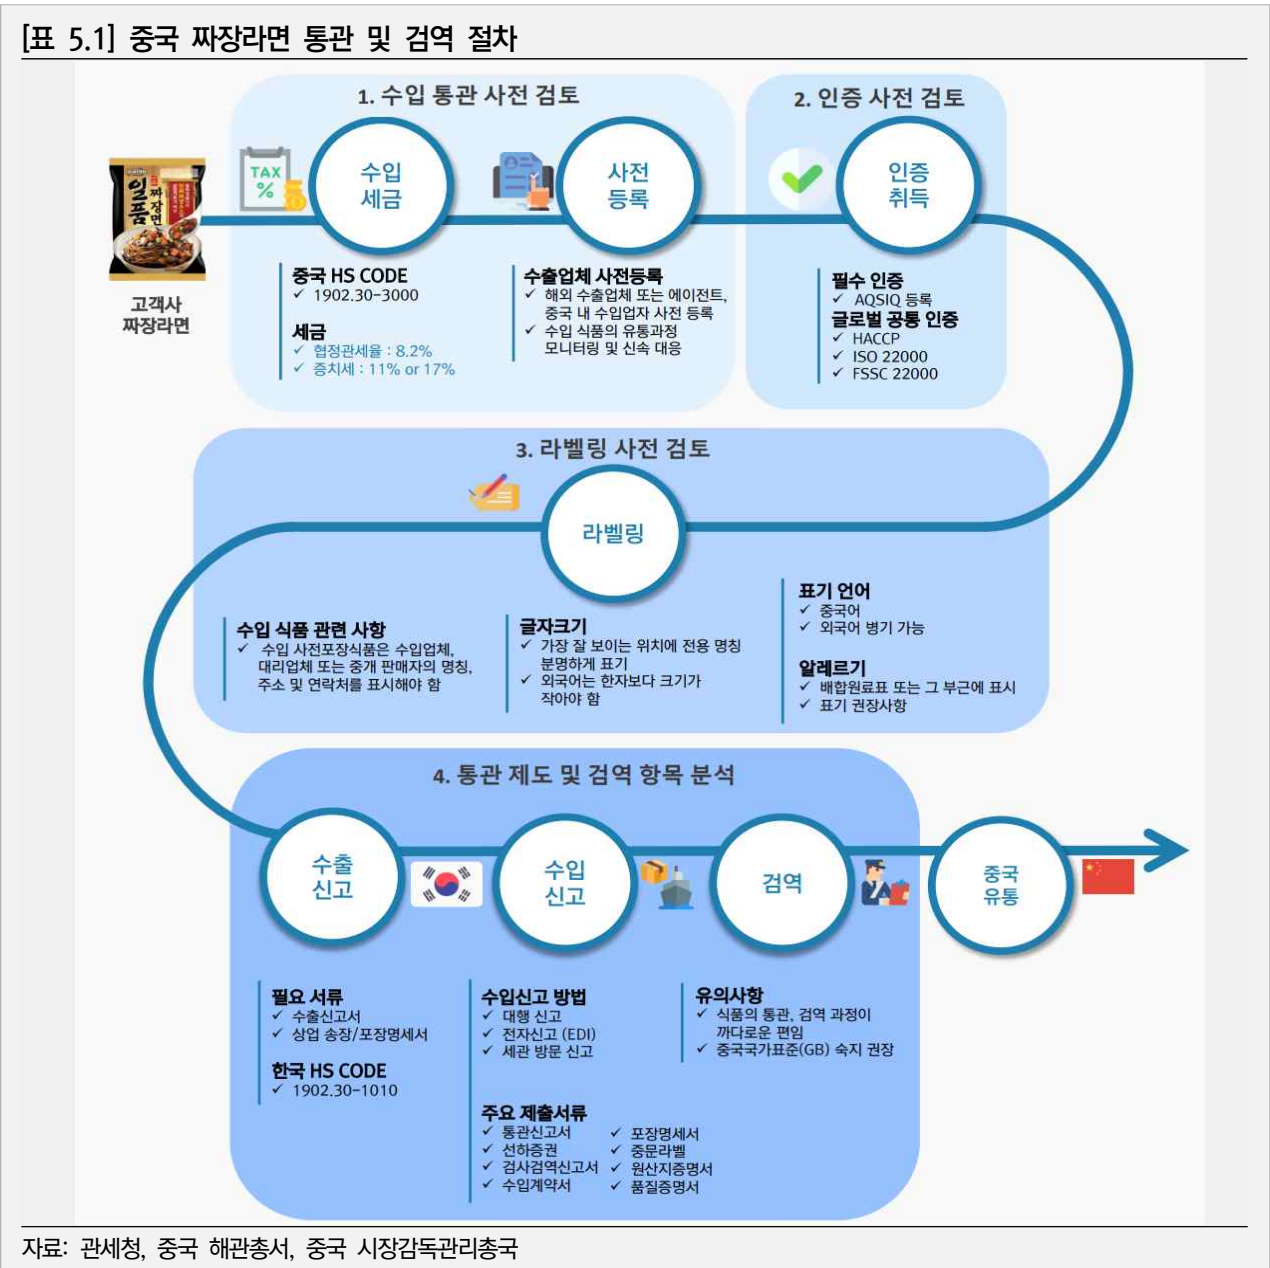 [표 5.1] 중국 짜장라면 통관 및 검역 절차
1. 수입 통관 사전 검토
2. 인증 사전 검토
TAX
%
수입
세금
사전
등록
인증
취득
일품
짜장면
고객사
짜장라면
중국 HS CODE
✓ 1902.30-3000
세금
✓ 협정관세율 : 8.2%
✓ 증치세 : 11% or 17%
수출업체 사전등록
✓ 해외 수출업체 또는 에이전트,
중국 내 수입업자 사전 등록
✓ 수입 식품의 유통과정
모니터링 및 신속 대응
필수 인증
✓ AQSIQ 등록
글로벌 공통 인증
✓ HACCP
✓ ISO 22000
✓ FSSC 22000
3. 라벨링 사전 검토
라벨링
수입 식품 관련 사항
✓ 수입 사전포장식품은 수입업체,
대리업체 또는 중개 판매자의 명칭,
주소 및 연락처를 표시해야 함
글자크기
✓ 가장 잘 보이는 위치에 전용 명칭
분명하게 표기
✓ 외국어는 한자보다 크기가
작아야 함
표기 언어
✓ 중국어
✓ 외국어 병기 가능
알레르기
✓ 배합원료표 또는 그 부근에 표시
✓ 표기 권장사항
4. 통관 제도 및 검역 항목 분석
수출
신고
수입
신고
검역
중국
유통
필요 서류
✓ 수출신고서
✓ 상업 송장/포장명세서
한국 HS CODE
✓ 1902.30-1010
수입신고 방법
✓ 대행 신고
✓ 전자신고 (EDI)
✓ 세관 방문 신고
주요 제출서류
✓ 통관신고서
✓ 선하증권
✓ 검사검역신고서
✓ 수입계약서
✓ 포장명세서
✓ 중문라벨
✓ 원산지증명서
✓ 품질증명서
유의사항
✓ 식품의 통관, 검역 과정이
까다로운 편임
✓ 중국국가표준(GB) 숙지 권장
자료: 관세청, 중국 해관총서, 중국 시장감독관리총국